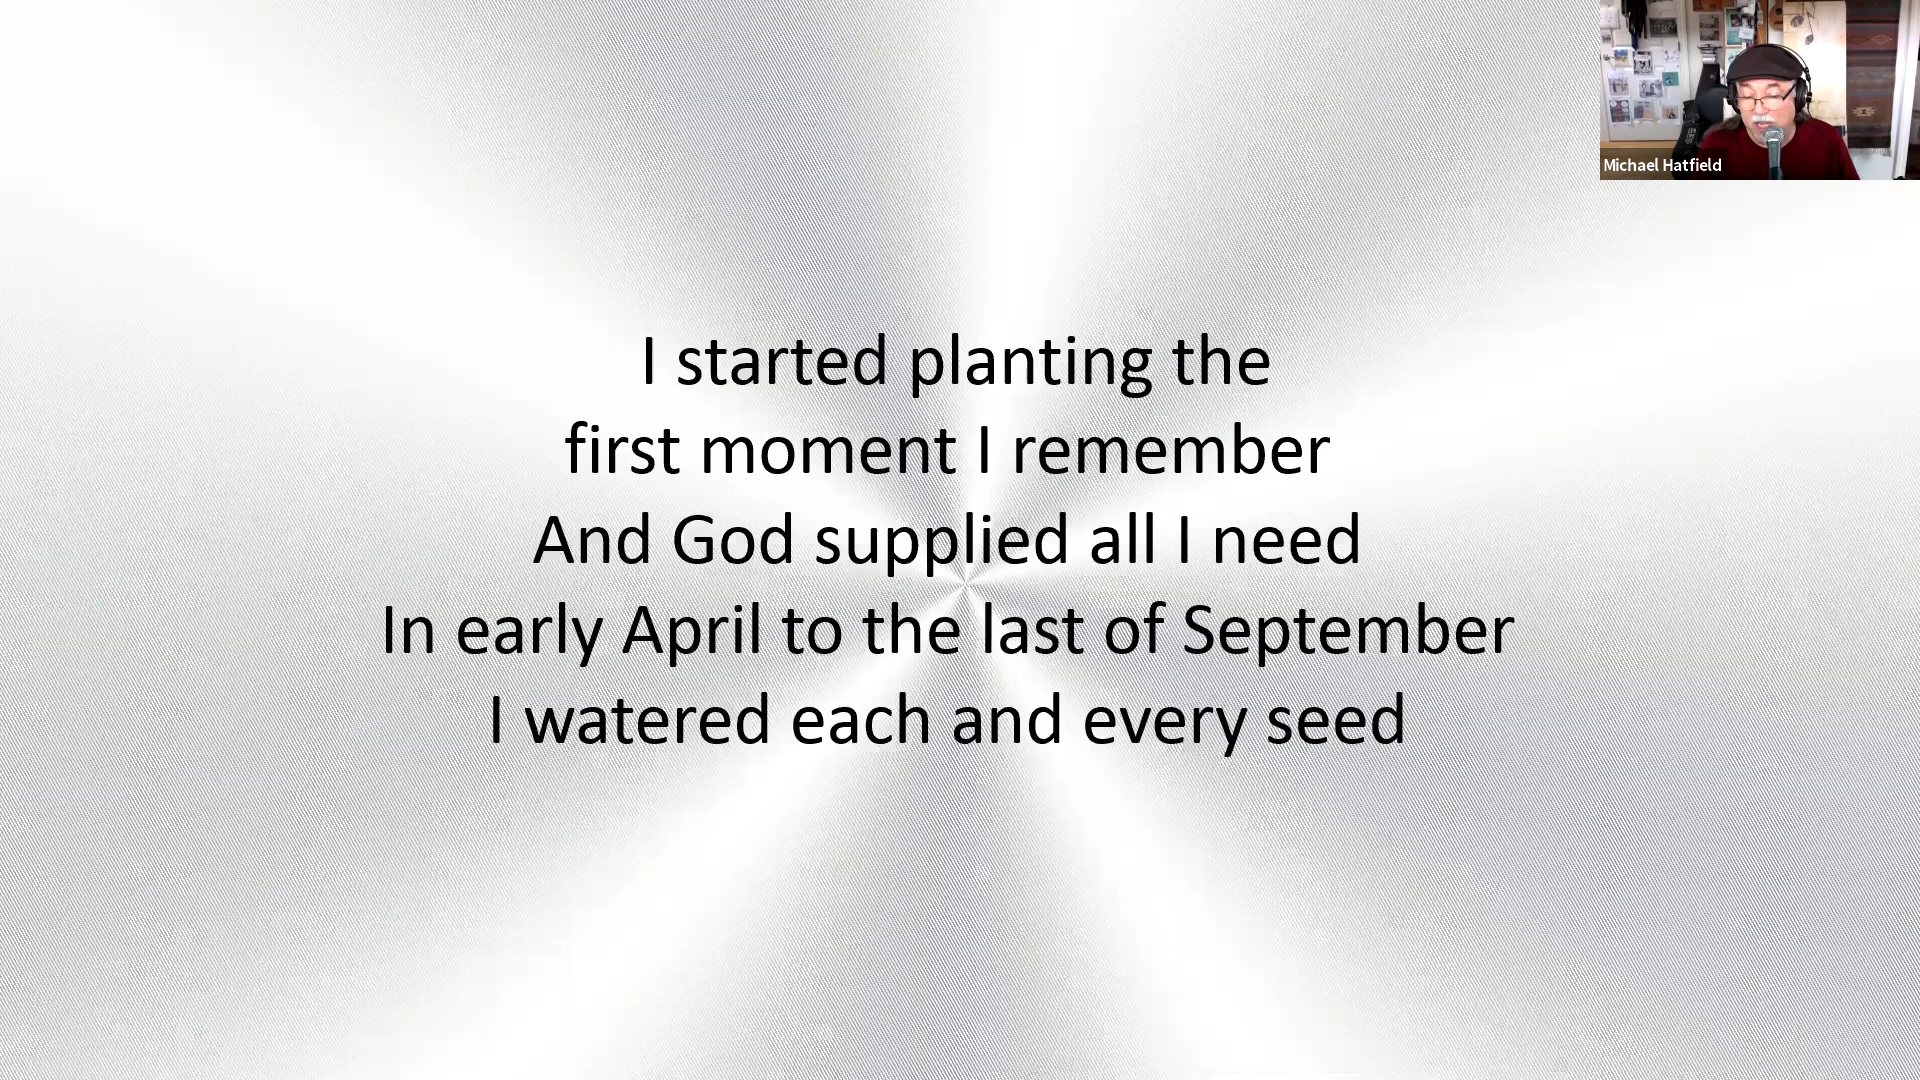 I started planting the
first moment I remember
And God supplied all I need
In early April to the last of September
I watered each and every seed
Michael Hatfield